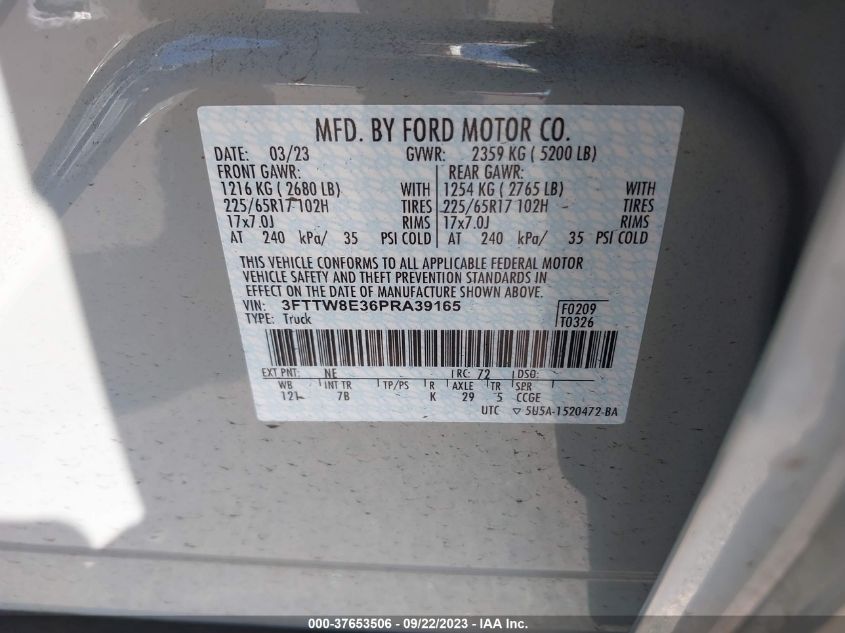 MFD. BY FORD MOTOR CO.
DATE: 03/23 GVWR: 2359 KG ( 5200 LB)
FRONT GAWR: REAR GAWR:
1216 KG ( 2680 LB) WITH 1254 KG ( 2765 LB) WITH
225/65R17 102H TIRES 225/65R17 102H TIRES
17x7.0J RIMS 17x7.0J RIMS
AT 240 kPa/ 35 PSI COLD AT 240 kPa/ 35 PSI COLD
THIS VEHICLE CONFORMS TO ALL APPLICABLE FEDERAL MOTOR
VEHICLE SAFETY AND THEFT PREVENTION STANDARDS IN
EFFECT ON THE DATE OF MANUFACTURE SHOWN ABOVE.
VIN: 3FTTW8E36PRA39165 F0209
TYPE: Truck T0326
EXT PNT: NE RC: 72 DSO:
WB INT TR TP/PS R AXLE TR SPR
121 7B K 29 5 CCGE
UTC ▽ 5U5A-1520472-BA
000-37653506 - 09/22/2023 - IAA Inc.